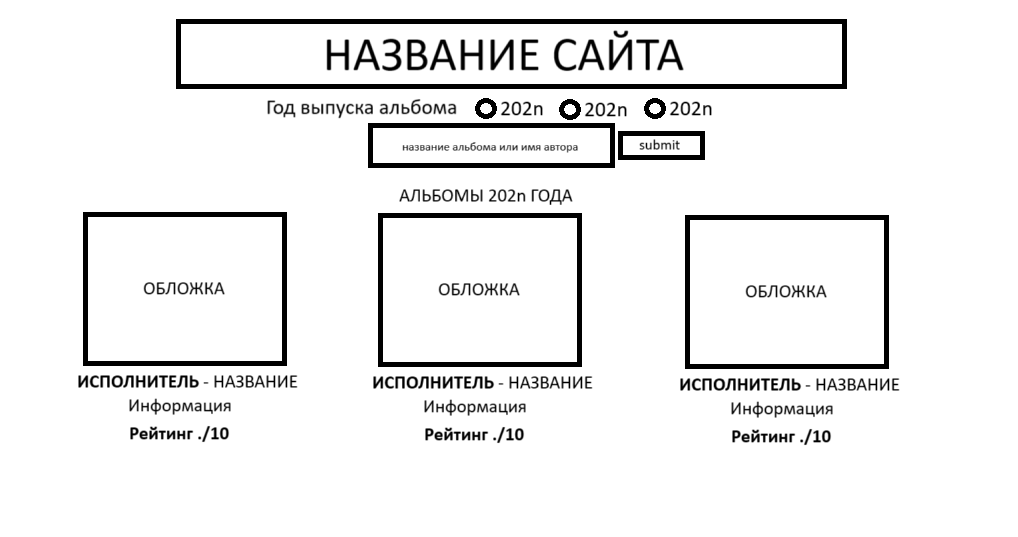 НАЗВАНИЕ САЙТА
Год выпуска альбома 202n 202n 202n
название альбома или имя автора submit
АЛЬБОМЫ 202n ГОДА
ОБЛОЖКА ОБЛОЖКА ОБЛОЖКА
ИСПОЛНИТЕЛЬ - НАЗВАНИЕ ИСПОЛНИТЕЛЬ - НАЗВАНИЕ ИСПОЛНИТЕЛЬ - НАЗВАНИЕ
Информация Информация Информация
Рейтинг ./10 Рейтинг ./10 Рейтинг ./10